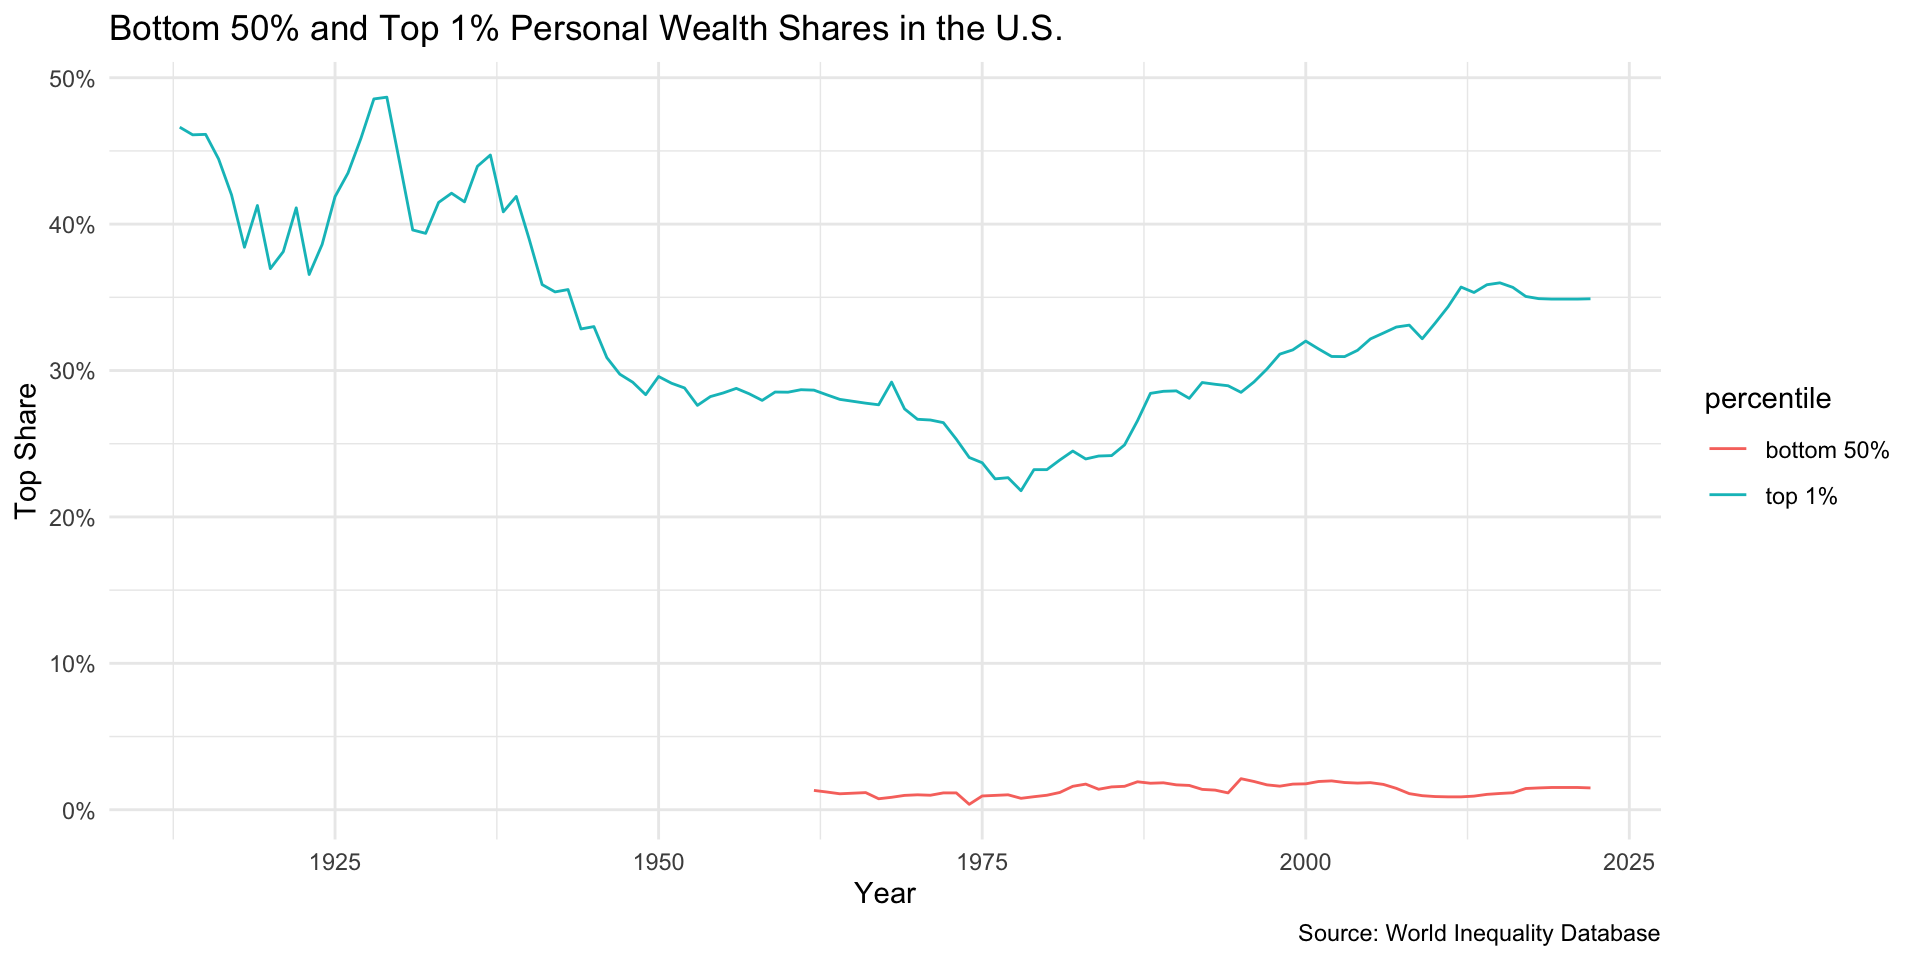 Bottom 50% and Top 1% Personal Wealth Shares in the U.S.
50%
40%
30%
20%
10%
0%
Top Share
1925
1950
1975
2000
2025
Year
percentile
bottom 50%
top 1%
Source: World Inequality Database